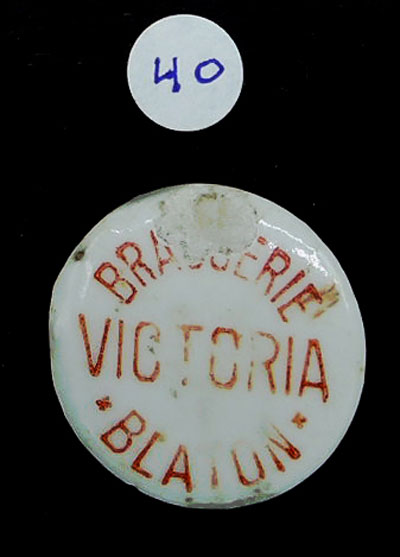 40
BRASSERIE
VICTORIA
* BLATON *